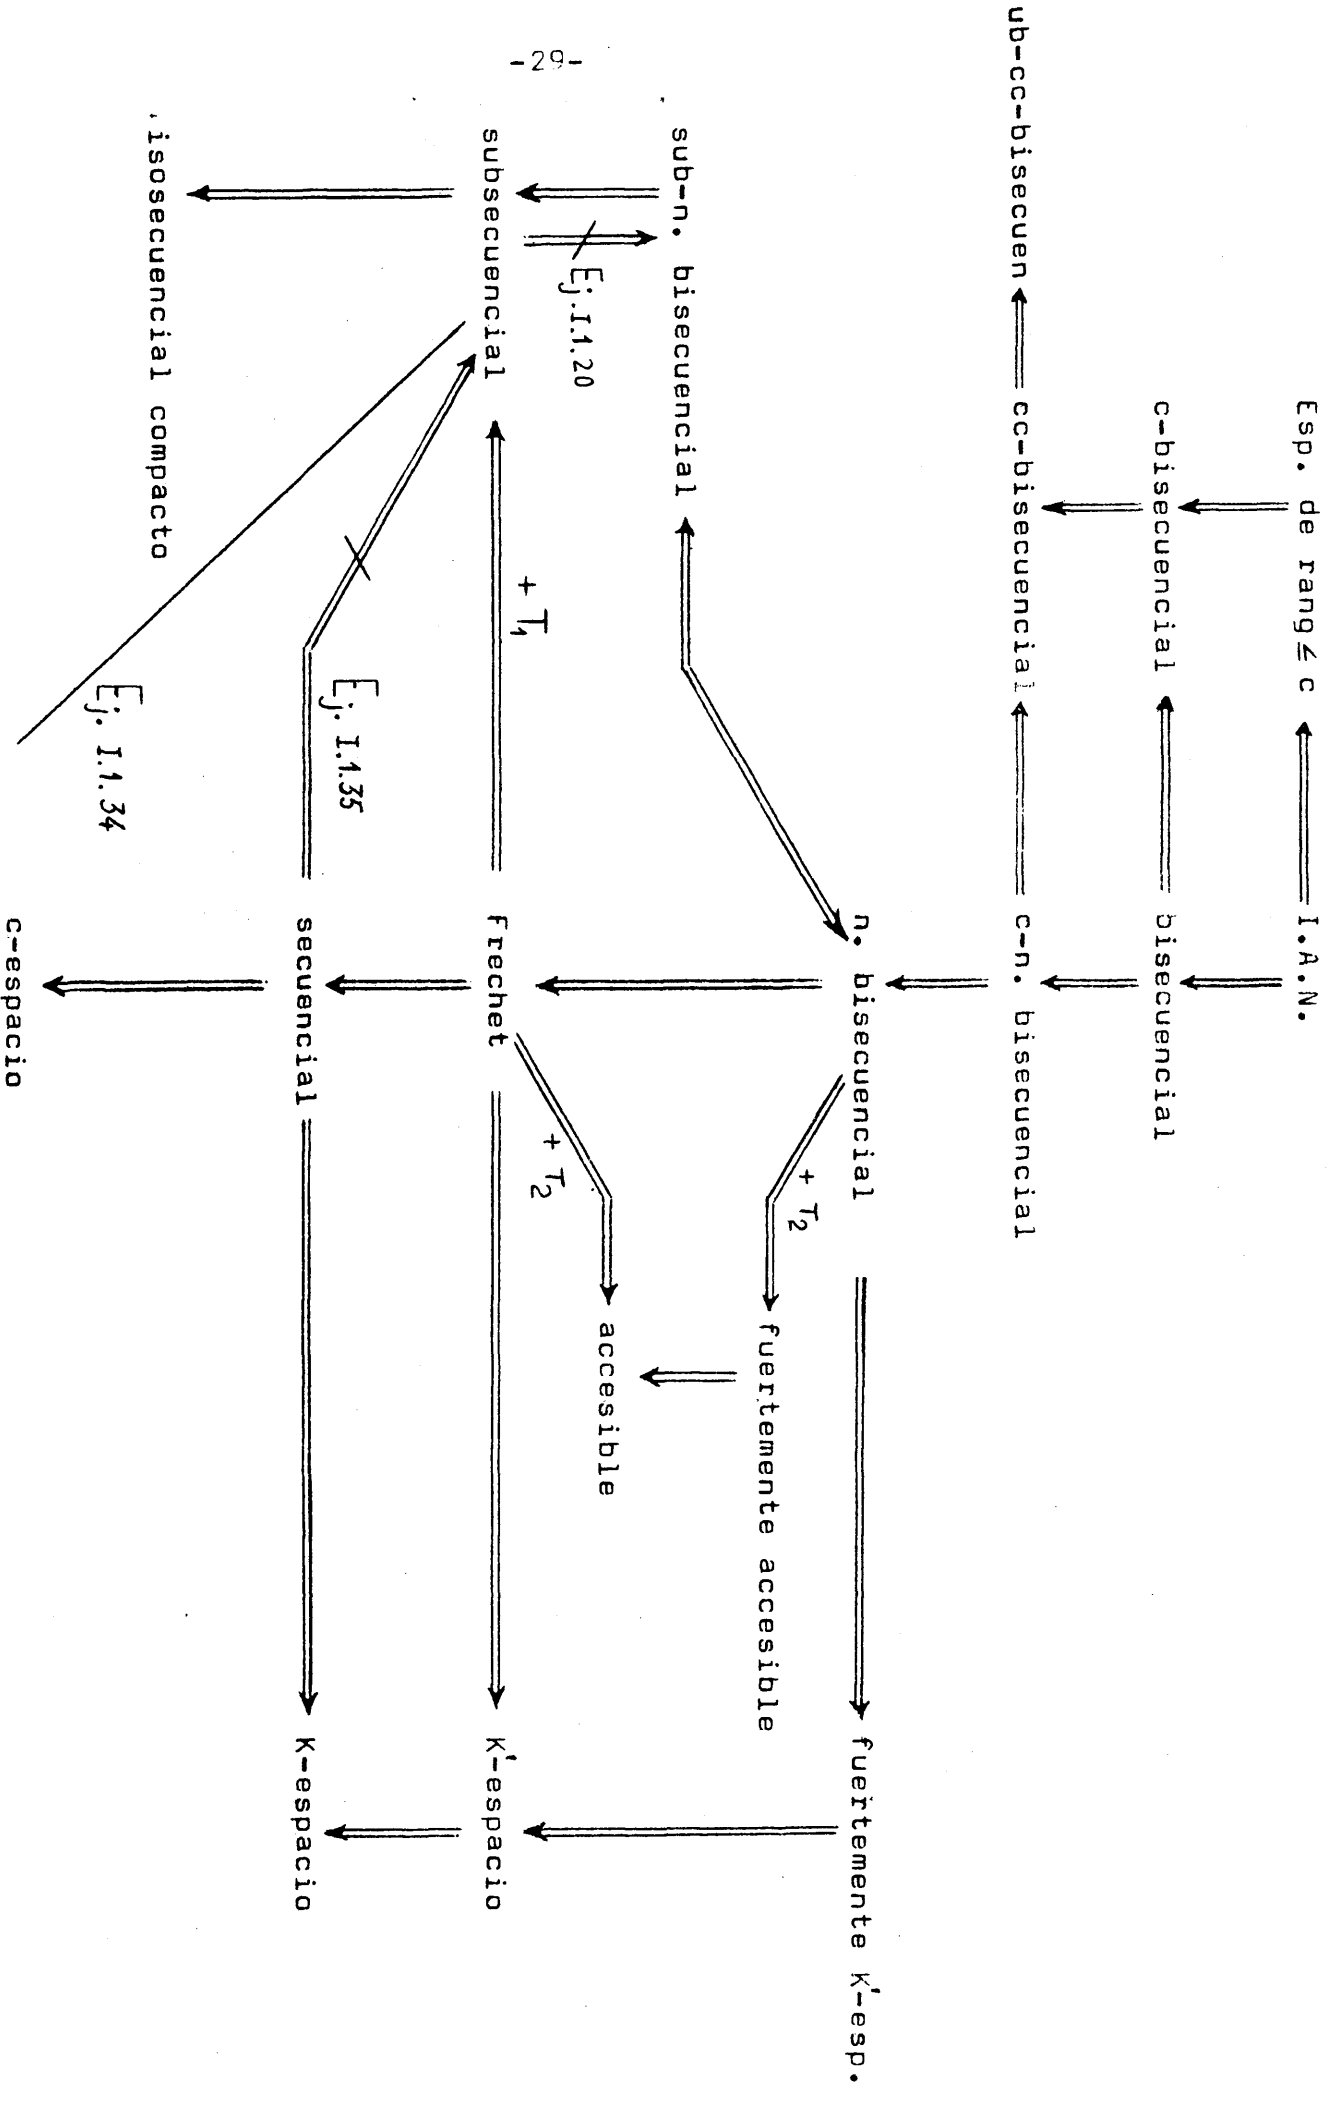 -29-
Esp. de rang ≤ c
I.A.N.
c-bisecuencial
bisecuencial
ub-cc-bisecuen
cc-bisecuencial
c-n. bisecuencial
n. bisecuencial
fuertemente K'-esp.
+ T₂
fuertemente accesible
sub-n. bisecuencial
Ej.I.1.20
accesible
+ T₁
+ T₂
subsecuencial
frechet
K'-espacio
Ej. I.1.35
secuencial
K-espacio
isosecuencial compacto
Ej. I.1.34
c-espacio